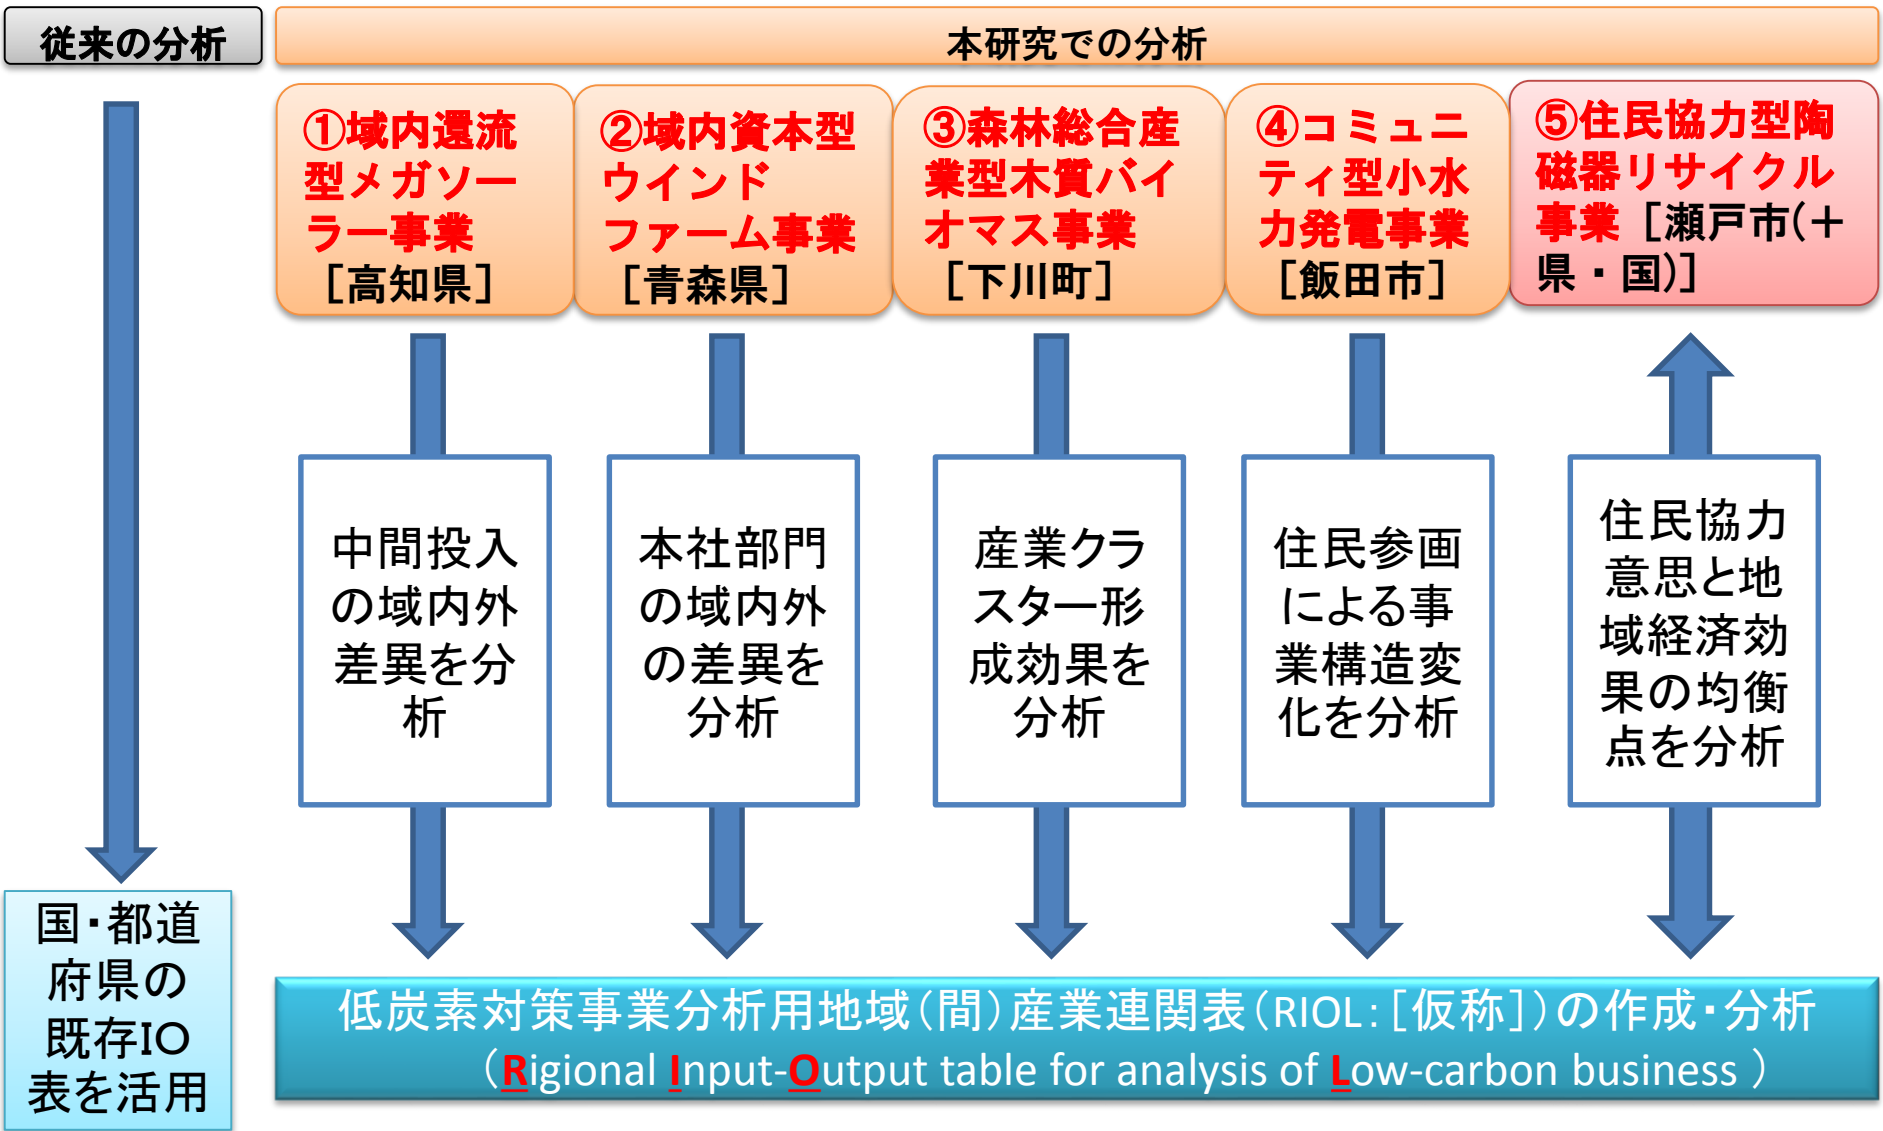 従来の分析
本研究での分析
①域内還流
型メガソー
ラー事業
［高知県］
②域内資本型
ウインド
ファーム事業
［青森県］
③森林総合産
業型木質バイ
オマス事業
［下川町］
④コミュニ
ティ型小水
力発電事業
［飯田市］
⑤住民協力型陶
磁器リサイクル
事業［瀬戸市(＋
県・国)］
中間投入
の域内外
差異を分
析
本社部門
の域内外
の差異を
分析
産業クラ
スター形
成効果を
分析
住民参画
による事
業構造変
化を分析
住民協力
意思と地
域経済効
果の均衡
点を分析
国・都道
府県の
既存IO
表を活用
低炭素対策事業分析用地域（間）産業連関表（RIOL：［仮称］）の作成・分析
（Rigional Input-Output table for analysis of Low-carbon business ）